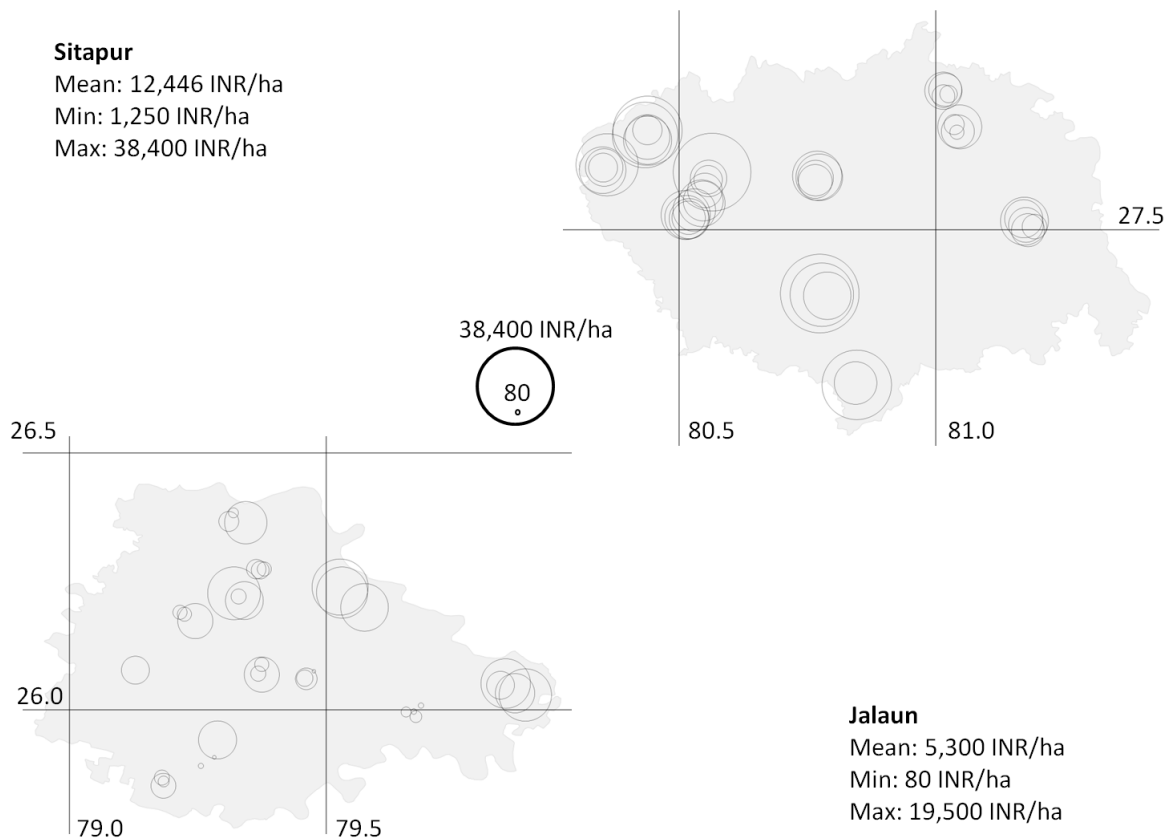 Sitapur
Mean: 12,446 INR/ha
Min: 1,250 INR/ha
Max: 38,400 INR/ha
27.5
38,400 INR/ha
80
80.5
81.0
26.5
26.0
79.0
79.5
Jalaun
Mean: 5,300 INR/ha
Min: 80 INR/ha
Max: 19,500 INR/ha